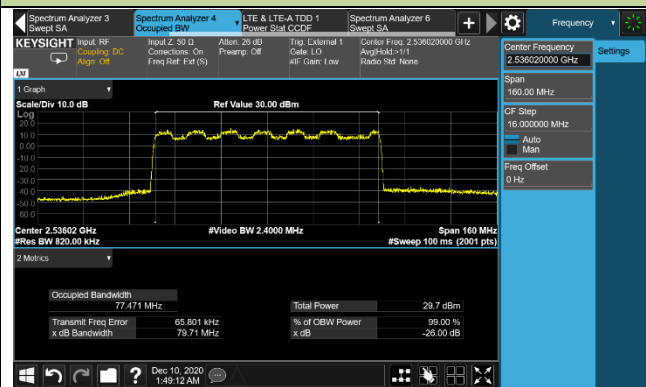 Spectrum Analyzer 3
Swept SA
Spectrum Analyzer 4
Occupied BW
LTE & LTE-A TDD 1
Power Stat CCDF
Spectrum Analyzer 6
Swept SA
+
Frequency
KEYSIGHT
Input: RF
Coupling: DC
Align: Off
Input Z: 50 Ω
Corrections: On
Freq Ref: Ext (S)
Atten: 26 dB
Preamp: Off
Trig: External 1
Gate: LO
#IF Gain: Low
Center Freq: 2.536020000 GHz
Avg|Hold:>1/1
Radio Std: None
LXI
Center Frequency
2.536020000 GHz
Settings
Span
160.00 MHz
CF Step
16.000000 MHz
Auto
Man
Freq Offset
0 Hz
1 Graph
Scale/Div 10.0 dB
Ref Value 30.00 dBm
Log
20.0
10.0
0.00
-10.0
-20.0
-30.0
-40.0
-50.0
-60.0
Center 2.53602 GHz
#Video BW 2.4000 MHz
Span 160 MHz
#Res BW 820.00 kHz
#Sweep 100 ms (2001 pts)
2 Metrics
Occupied Bandwidth
77.471 MHz
Total Power
29.7 dBm
Transmit Freq Error
65.801 kHz
% of OBW Power
99.00 %
x dB Bandwidth
79.71 MHz
x dB
-26.00 dB
?
Dec 10, 2020
1:49:12 AM